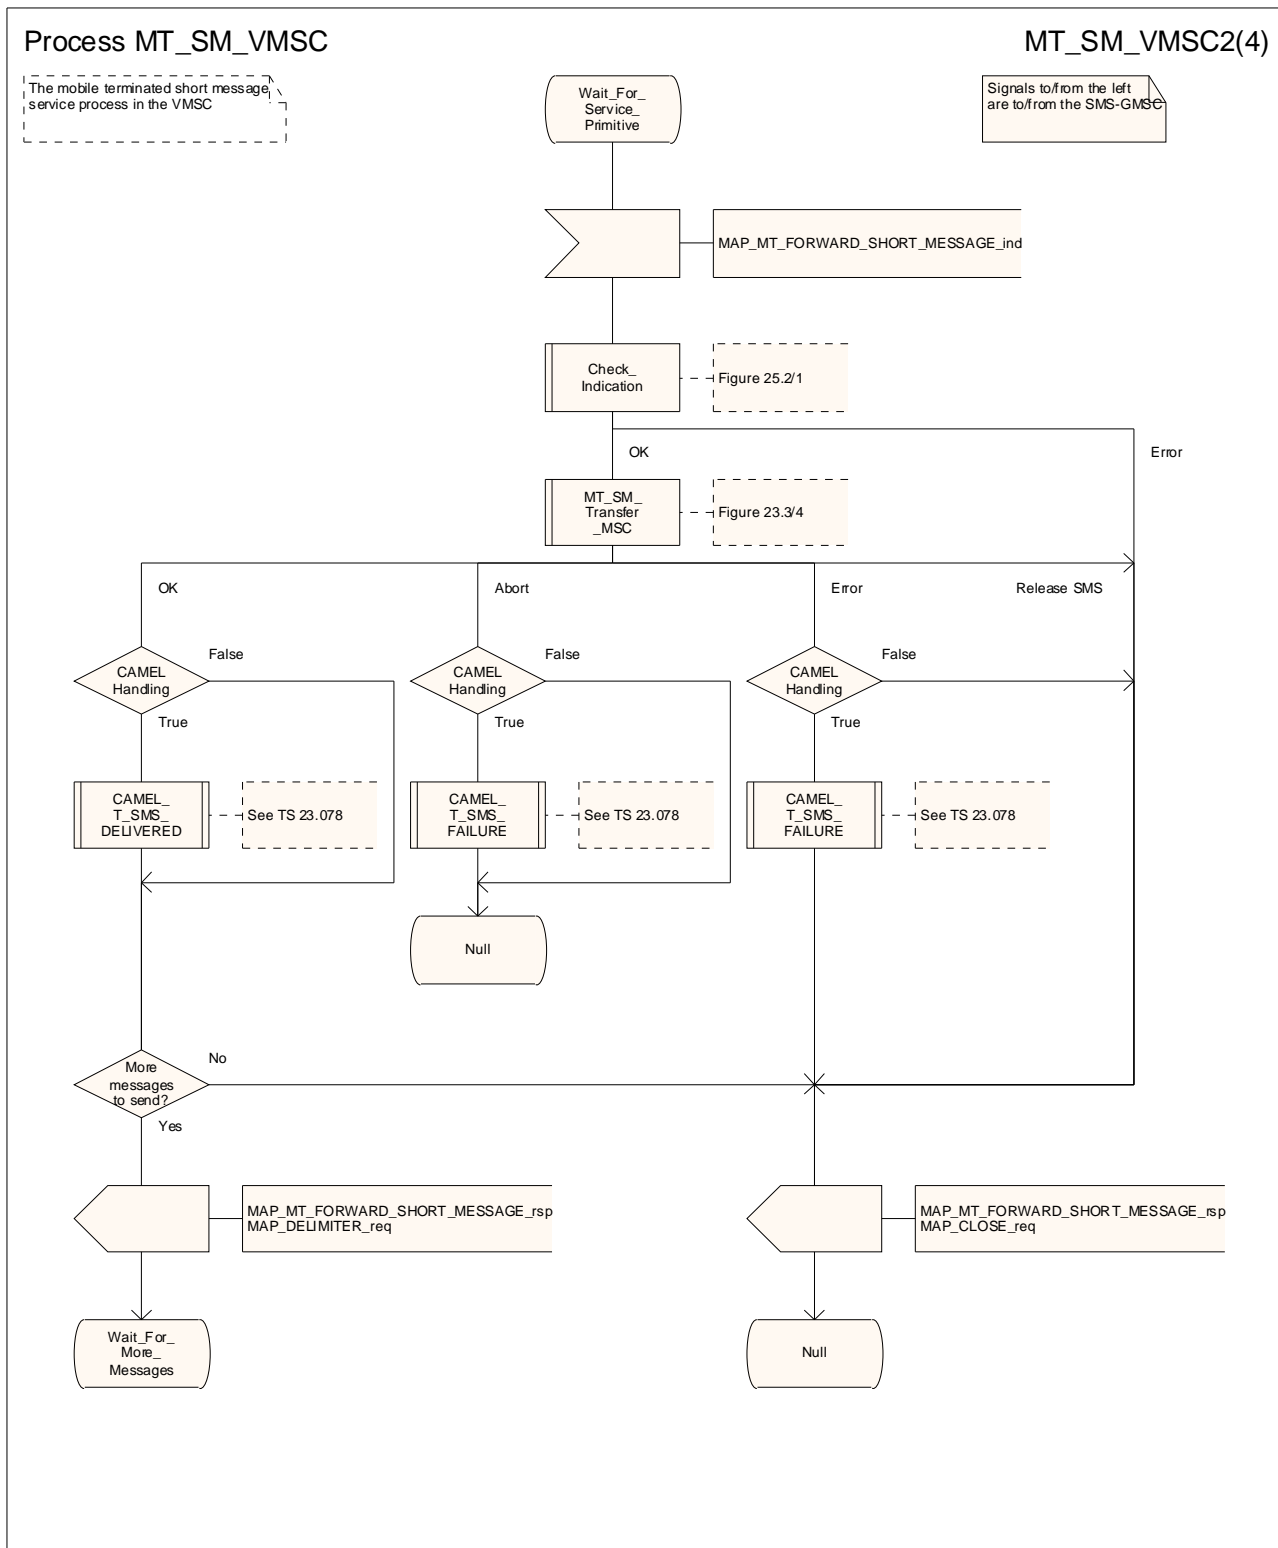 Process MT_SM_VMSC
MT_SM_VMSC2(4)
The mobile terminated short message
service process in the VMSC
Wait_For_
Service_
Primitive
Signals to/from the left
are to/from the SMS-GMSC
MAP_MT_FORWARD_SHORT_MESSAGE_ind
Check_
Indication
Figure 25.2/1
OK
Error
MT_SM_
Transfer
_MSC
Figure 23.3/4
OK
Abort
Error
Release SMS
CAMEL
Handling
False
True
CAMEL
Handling
False
True
CAMEL
Handling
False
True
CAMEL_
T_SMS_
DELIVERED
See TS 23.078
CAMEL_
T_SMS_
FAILURE
See TS 23.078
CAMEL_
T_SMS_
FAILURE
See TS 23.078
Null
More
messages
to send?
No
Yes
MAP_MT_FORWARD_SHORT_MESSAGE_rsp
MAP_DELIMITER_req
MAP_MT_FORWARD_SHORT_MESSAGE_rsp
MAP_CLOSE_req
Wait_For_
More_
Messages
Null